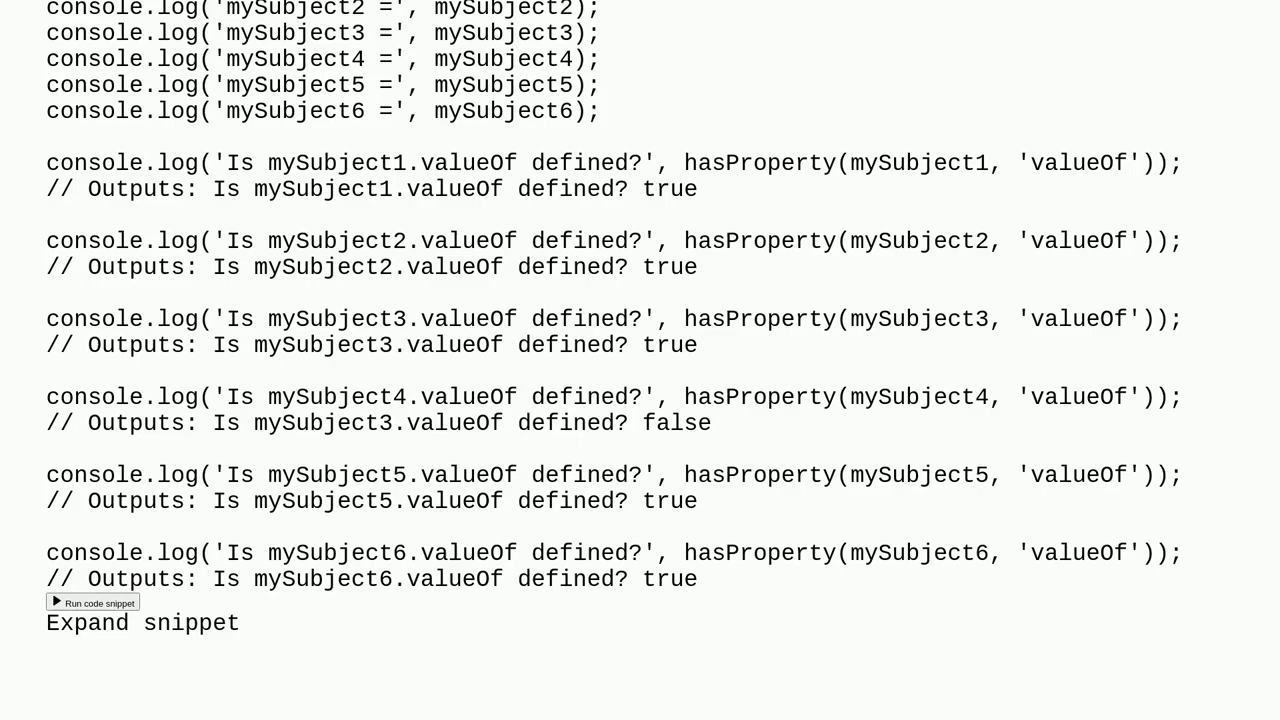 console.log('mySubject2 =', mySubject2);
console.log('mySubject3 =', mySubject3);
console.log('mySubject4 =', mySubject4);
console.log('mySubject5 =', mySubject5);
console.log('mySubject6 =', mySubject6);
console.log('Is mySubject1.valueOf defined?', hasProperty(mySubject1, 'valueOf'));
// Outputs: Is mySubject1.valueOf defined? true
console.log('Is mySubject2.valueOf defined?', hasProperty(mySubject2, 'valueOf'));
// Outputs: Is mySubject2.valueOf defined? true
console.log('Is mySubject3.valueOf defined?', hasProperty(mySubject3, 'valueOf'));
// Outputs: Is mySubject3.valueOf defined? true
console.log('Is mySubject4.valueOf defined?', hasProperty(mySubject4, 'valueOf'));
// Outputs: Is mySubject3.valueOf defined? false
console.log('Is mySubject5.valueOf defined?', hasProperty(mySubject5, 'valueOf'));
// Outputs: Is mySubject5.valueOf defined? true
console.log('Is mySubject6.valueOf defined?', hasProperty(mySubject6, 'valueOf'));
// Outputs: Is mySubject6.valueOf defined? true
Run code snippet
Expand snippet